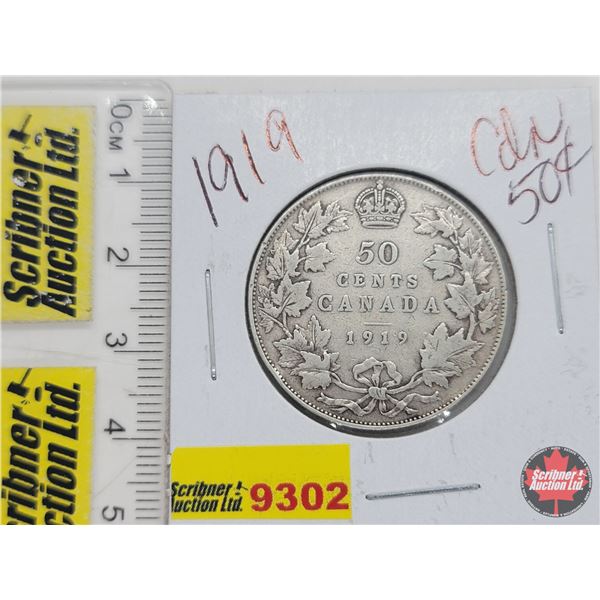 Scribner
Auction Ltd.
Scribner
Auction Ltd.
0CM
1
2
3
4
5
1919
Cdn
50¢
50
CENTS
CANADA
1919
Scribner
Auction Ltd. 9302
Scribner
Auction Ltd.